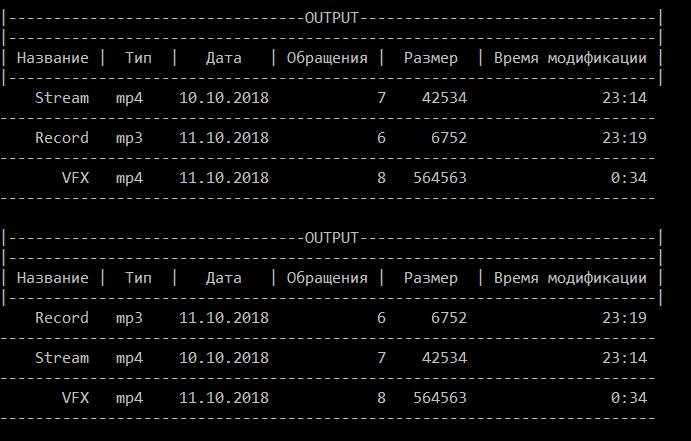 |---------------------------------OUTPUT---------------------------------|
|------------------------------------------------------------------------|
| Название |  Тип  |   Дата   | Обращения |  Размер  | Время модификации |
|------------------------------------------------------------------------|
    Stream   mp4    10.10.2018            7    42534               23:14
-------------------------------------------------------------------------
    Record   mp3    11.10.2018            6     6752               23:19
-------------------------------------------------------------------------
       VFX   mp4    11.10.2018            8   564563                0:34
-------------------------------------------------------------------------
|---------------------------------OUTPUT---------------------------------|
|------------------------------------------------------------------------|
| Название |  Тип  |   Дата   | Обращения |  Размер  | Время модификации |
|------------------------------------------------------------------------|
    Record   mp3    11.10.2018            6     6752               23:19
-------------------------------------------------------------------------
    Stream   mp4    10.10.2018            7    42534               23:14
-------------------------------------------------------------------------
       VFX   mp4    11.10.2018            8   564563                0:34
-------------------------------------------------------------------------